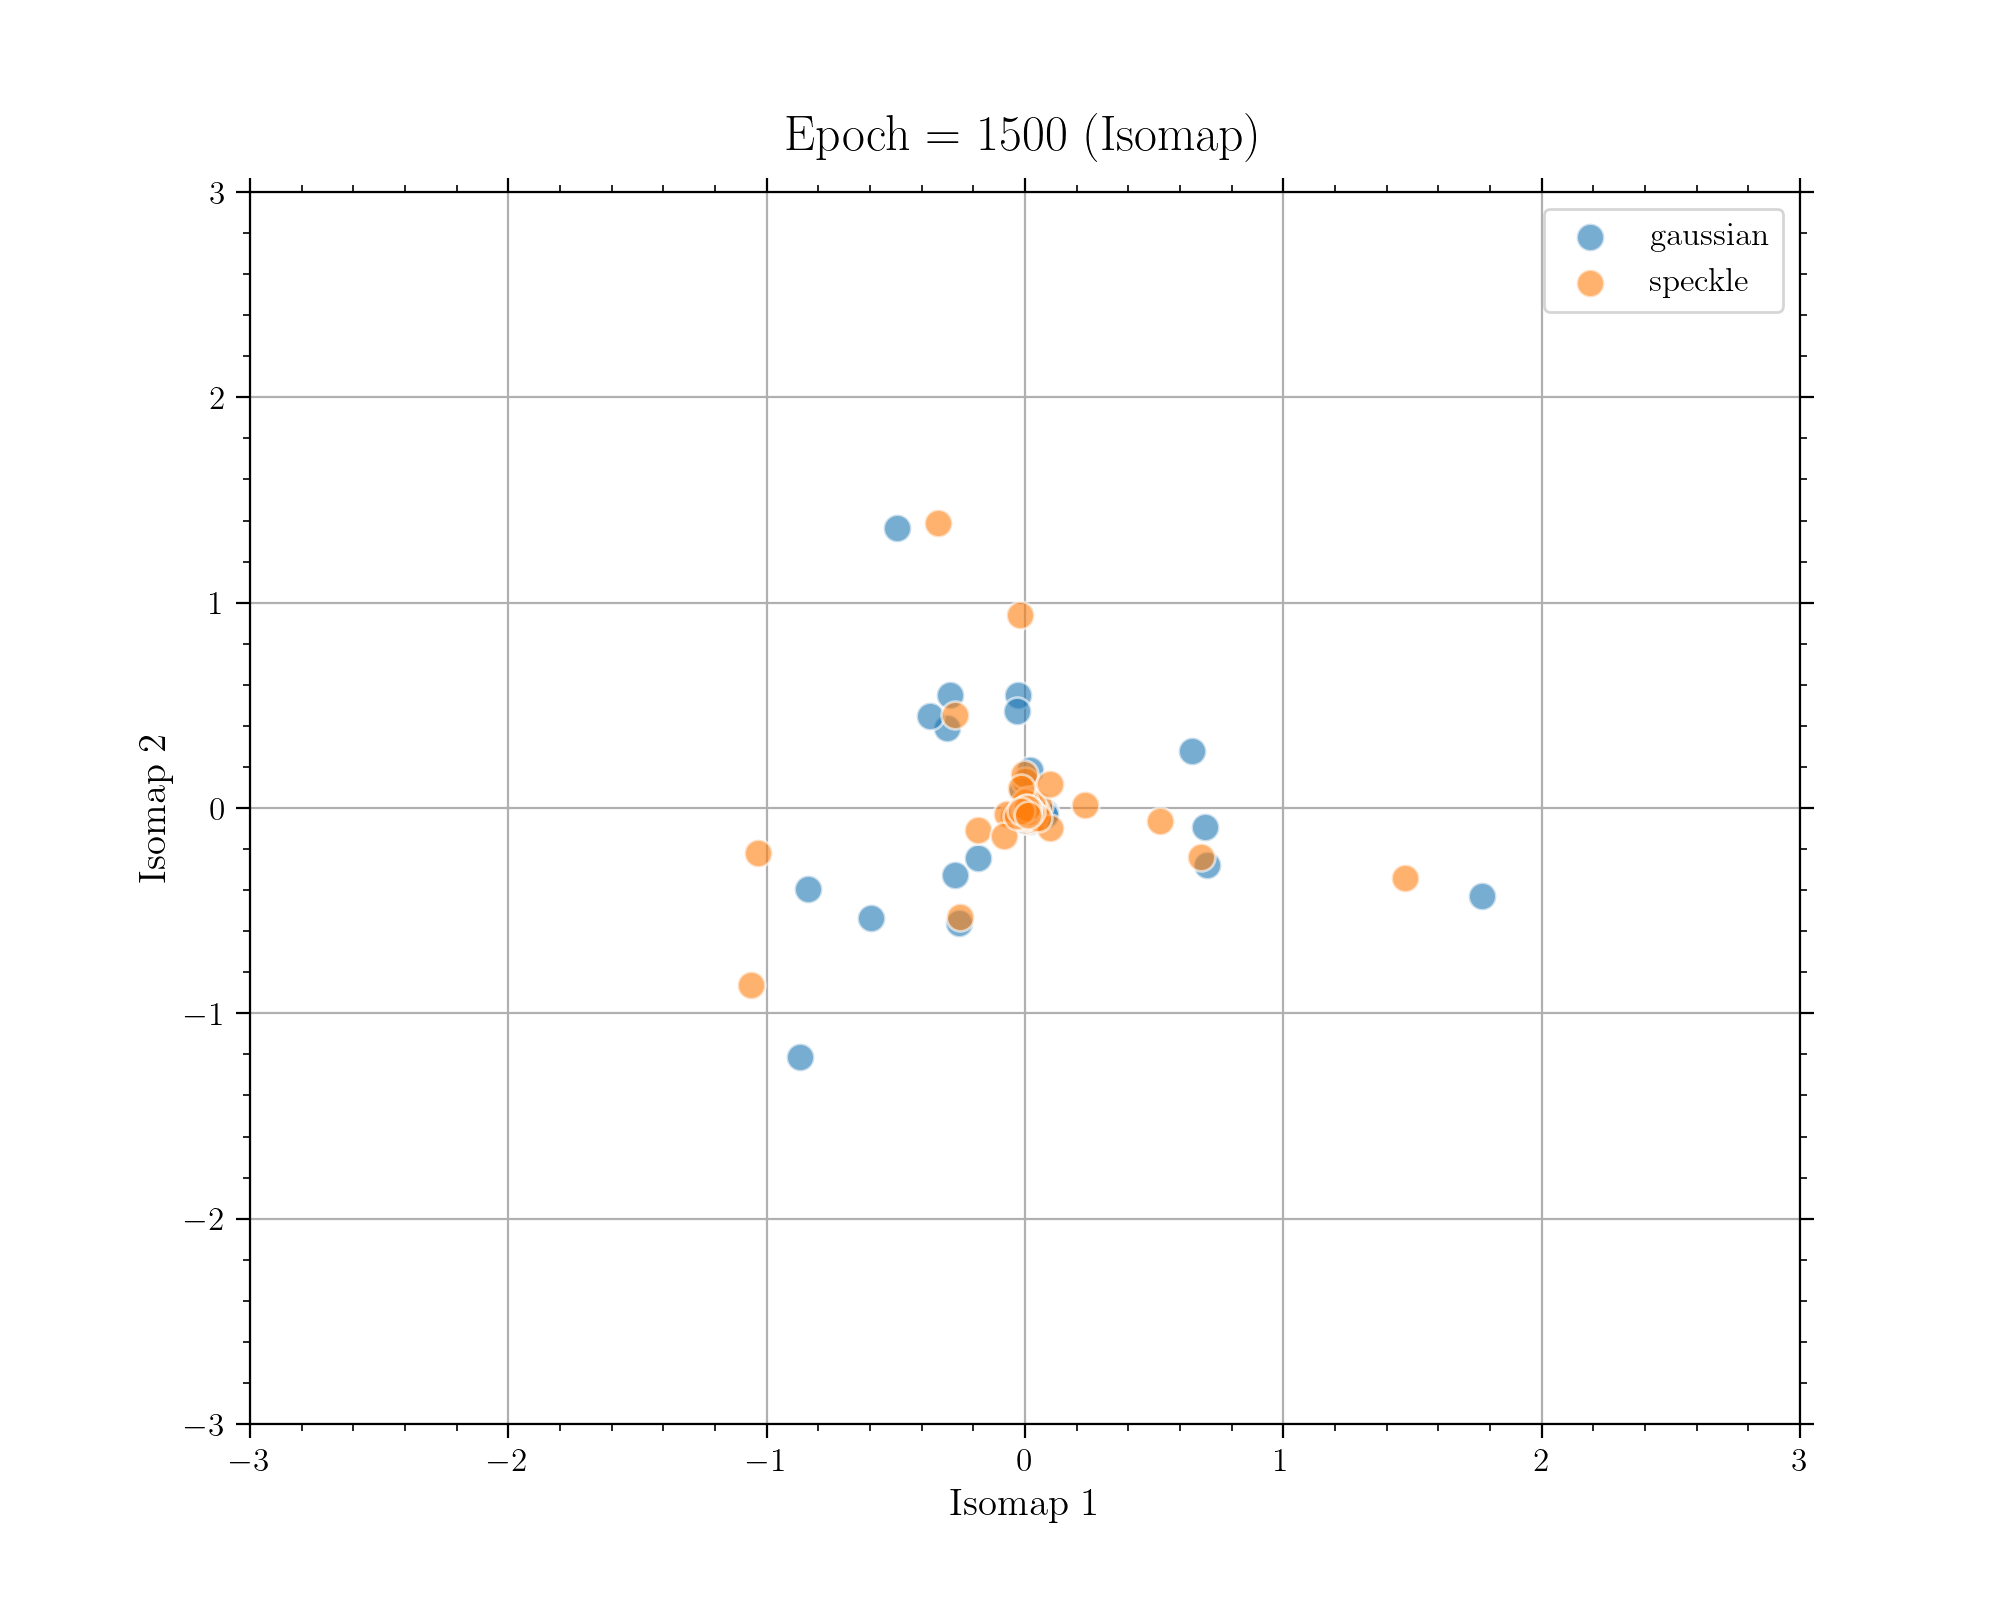 Epoch = 1500 (Isomap)
gaussian
speckle
3
2
1
0
−1
−2
−3
Isomap 2
−3
−2
−1
0
1
2
3
Isomap 1